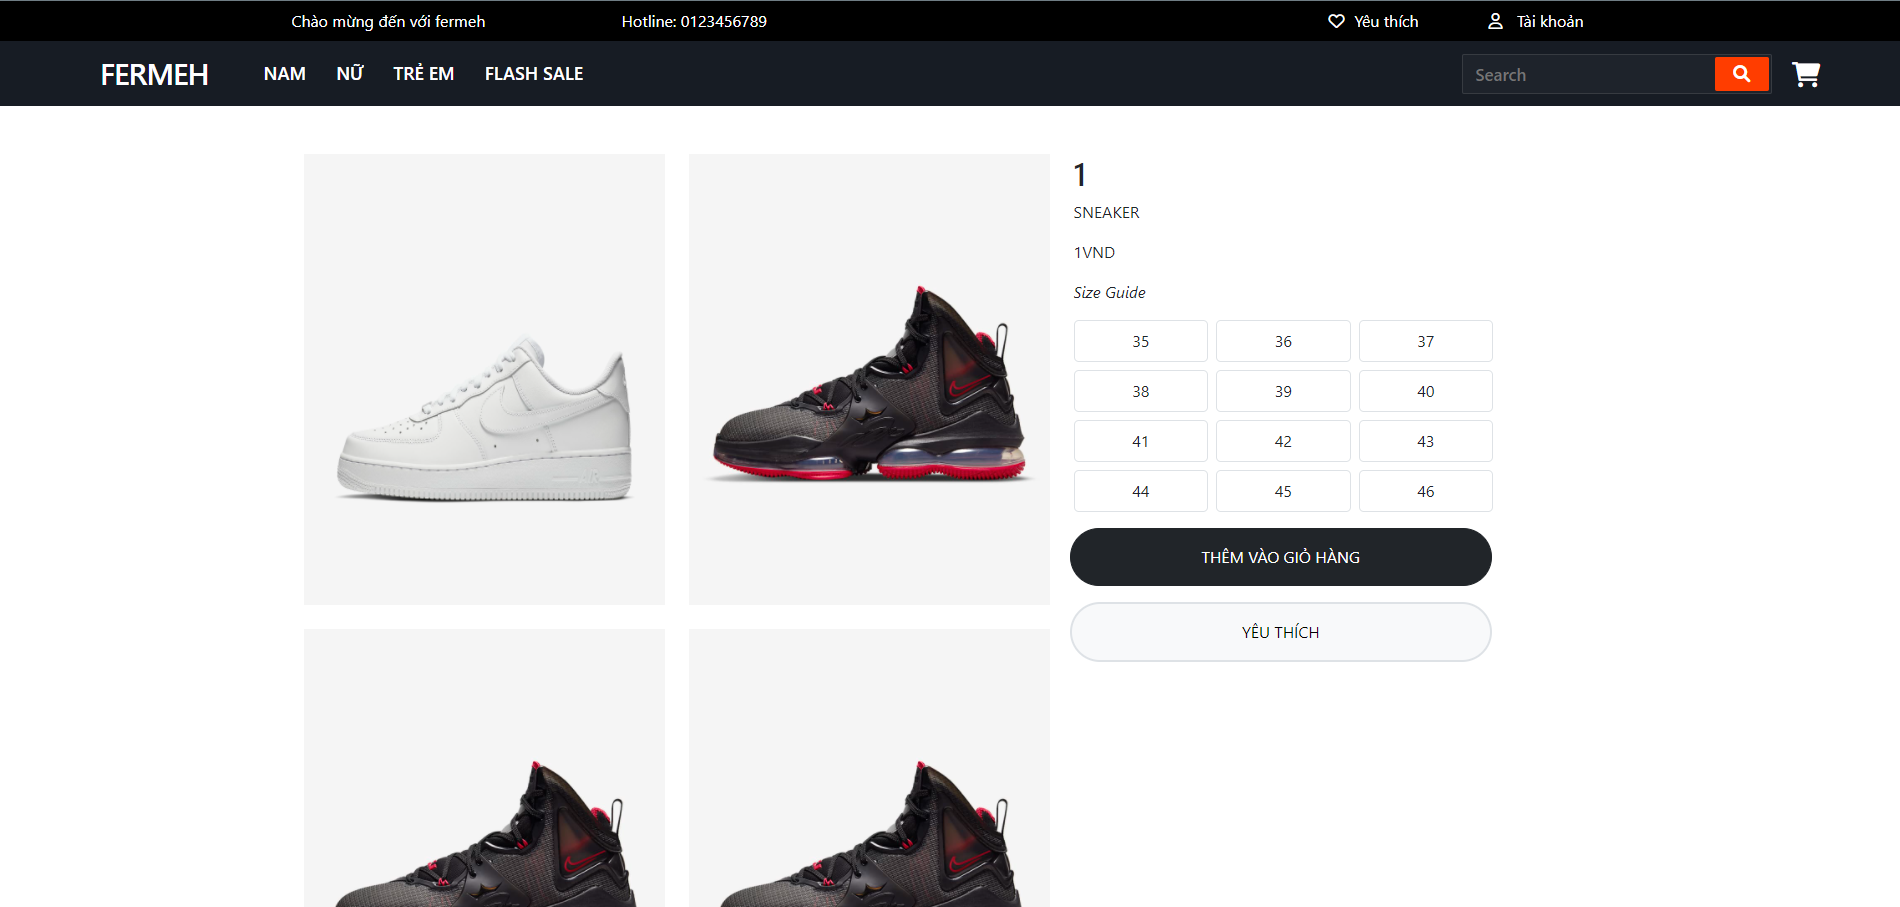 Chào mừng đến với fermeh
Hotline: 0123456789
Yêu thích
Tài khoản
FERMEH
NAM
NỮ
TRẺ EM
FLASH SALE
Search
1
SNEAKER
1VND
Size Guide
35 36 37
38 39 40
41 42 43
44 45 46
THÊM VÀO GIỎ HÀNG
YÊU THÍCH